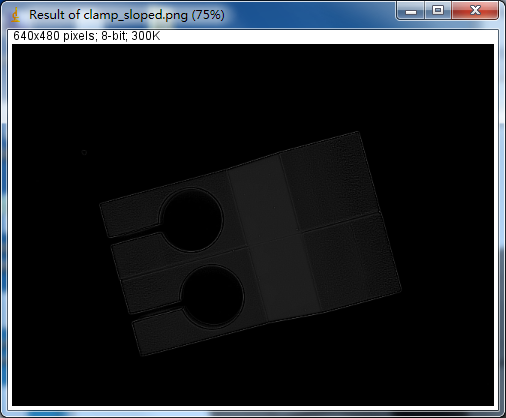 Result of clamp_sloped.png (75%)
640x480 pixels; 8-bit; 300K